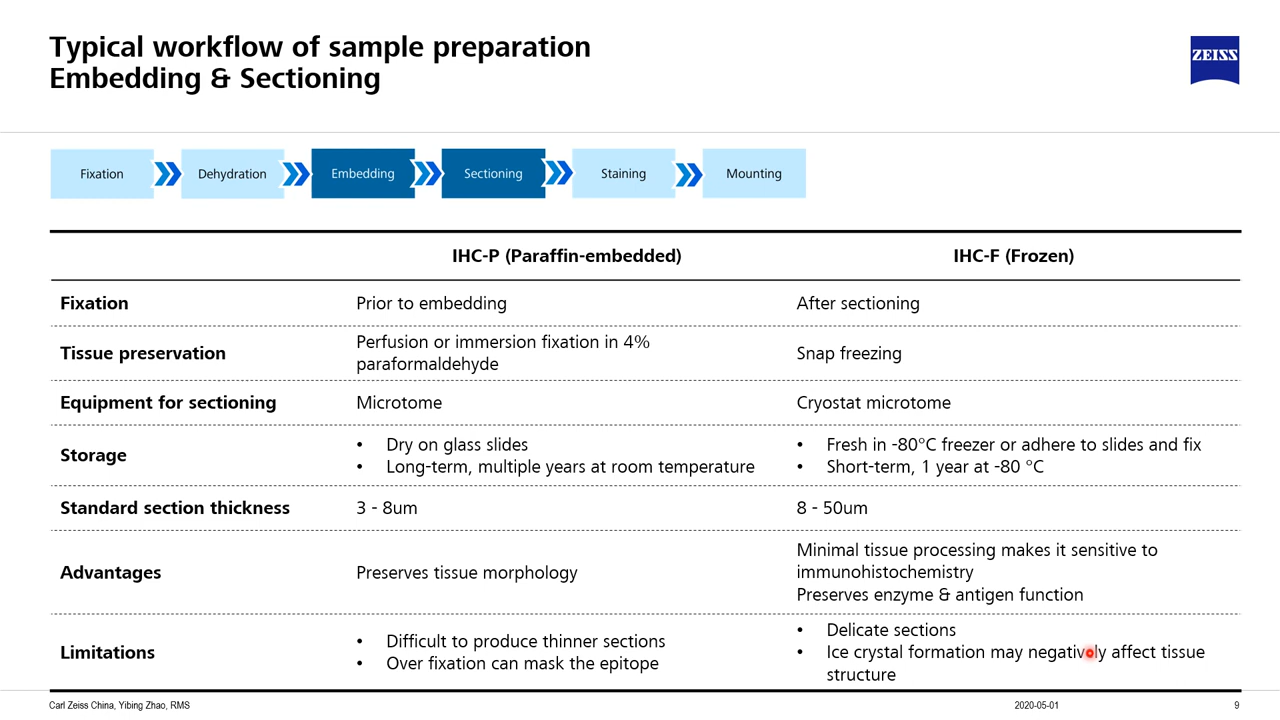 Typical workflow of sample preparation
Embedding & Sectioning
ZEISS
Fixation
Dehydration
Embedding
Sectioning
Staining
Mounting
IHC-P (Paraffin-embedded)
IHC-F (Frozen)
Fixation
Prior to embedding
After sectioning
Tissue preservation
Perfusion or immersion fixation in 4%
paraformaldehyde
Snap freezing
Equipment for sectioning
Microtome
Cryostat microtome
Storage
• Dry on glass slides
• Long-term, multiple years at room temperature
• Fresh in -80°C freezer or adhere to slides and fix
• Short-term, 1 year at -80 °C
Standard section thickness
3 - 8um
8 - 50um
Advantages
Preserves tissue morphology
Minimal tissue processing makes it sensitive to
immunohistochemistry
Preserves enzyme & antigen function
Limitations
• Difficult to produce thinner sections
• Over fixation can mask the epitope
• Delicate sections
• Ice crystal formation may negatively affect tissue
structure
Carl Zeiss China, Yibing Zhao, RMS
2020-05-01
9